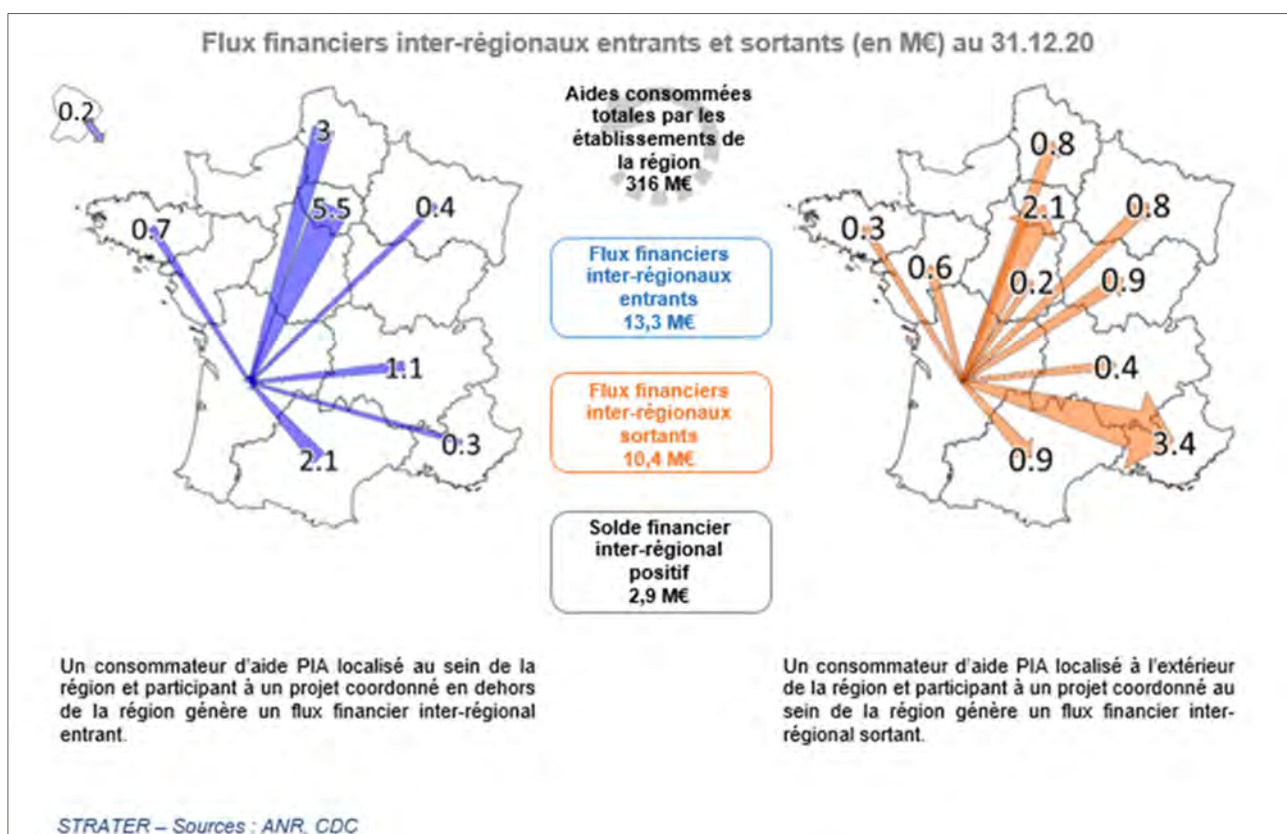 Flux financiers inter-régionaux entrants et sortants (en M€) au 31.12.20
0.2
3
5.5
0.4
0.7
1.1
0.3
2.1
Aides consommées
totales par les
établissements de
la région
316 M€
Flux financiers
inter-régionaux
entrants
13,3 M€
Flux financiers
inter-régionaux
sortants
10,4 M€
Solde financier
inter-régional
positif
2,9 M€
0.8
2.1
0.8
0.3
0.6
0.2
0.9
0.4
3.4
0.9
Un consommateur d'aide PIA localisé au sein de la
région et participant à un projet coordonné en dehors
de la région génère un flux financier inter-régional
entrant.
Un consommateur d'aide PIA localisé à l'extérieur
de la région et participant à un projet coordonné au
sein de la région génère un flux financier inter-
régional sortant.
STRATER – Sources : ANR, CDC